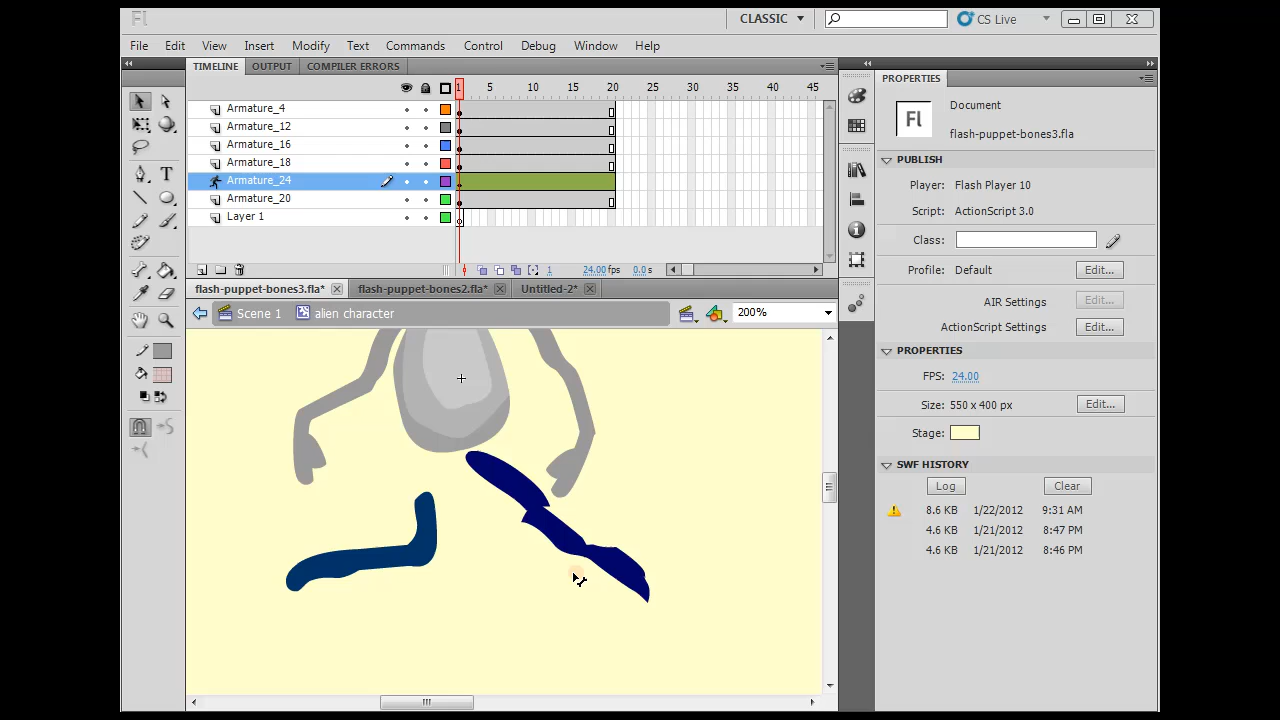 Fl CLASSIC CS Live
File Edit View Insert Modify Text Commands Control Debug Window Help
TIMELINE OUTPUT COMPILER ERRORS
1 5 10 15 20 25 30 35 40 45
Armature_4
Armature_12
Armature_16
Armature_18
Armature_24
Armature_20
Layer 1
1 24.00 fps 0.0 s
flash-puppet-bones3.fla* flash-puppet-bones2.fla* Untitled-2*
Scene 1 alien character 200%
PROPERTIES
Fl
Document
flash-puppet-bones3.fla
PUBLISH
Player: Flash Player 10
Script: ActionScript 3.0
Class:
Profile: Default Edit...
AIR Settings Edit...
ActionScript Settings Edit...
PROPERTIES
FPS: 24.00
Size: 550 x 400 px Edit...
Stage:
SWF HISTORY
Log Clear
8.6 KB 1/22/2012 9:31 AM
4.6 KB 1/21/2012 8:47 PM
4.6 KB 1/21/2012 8:46 PM